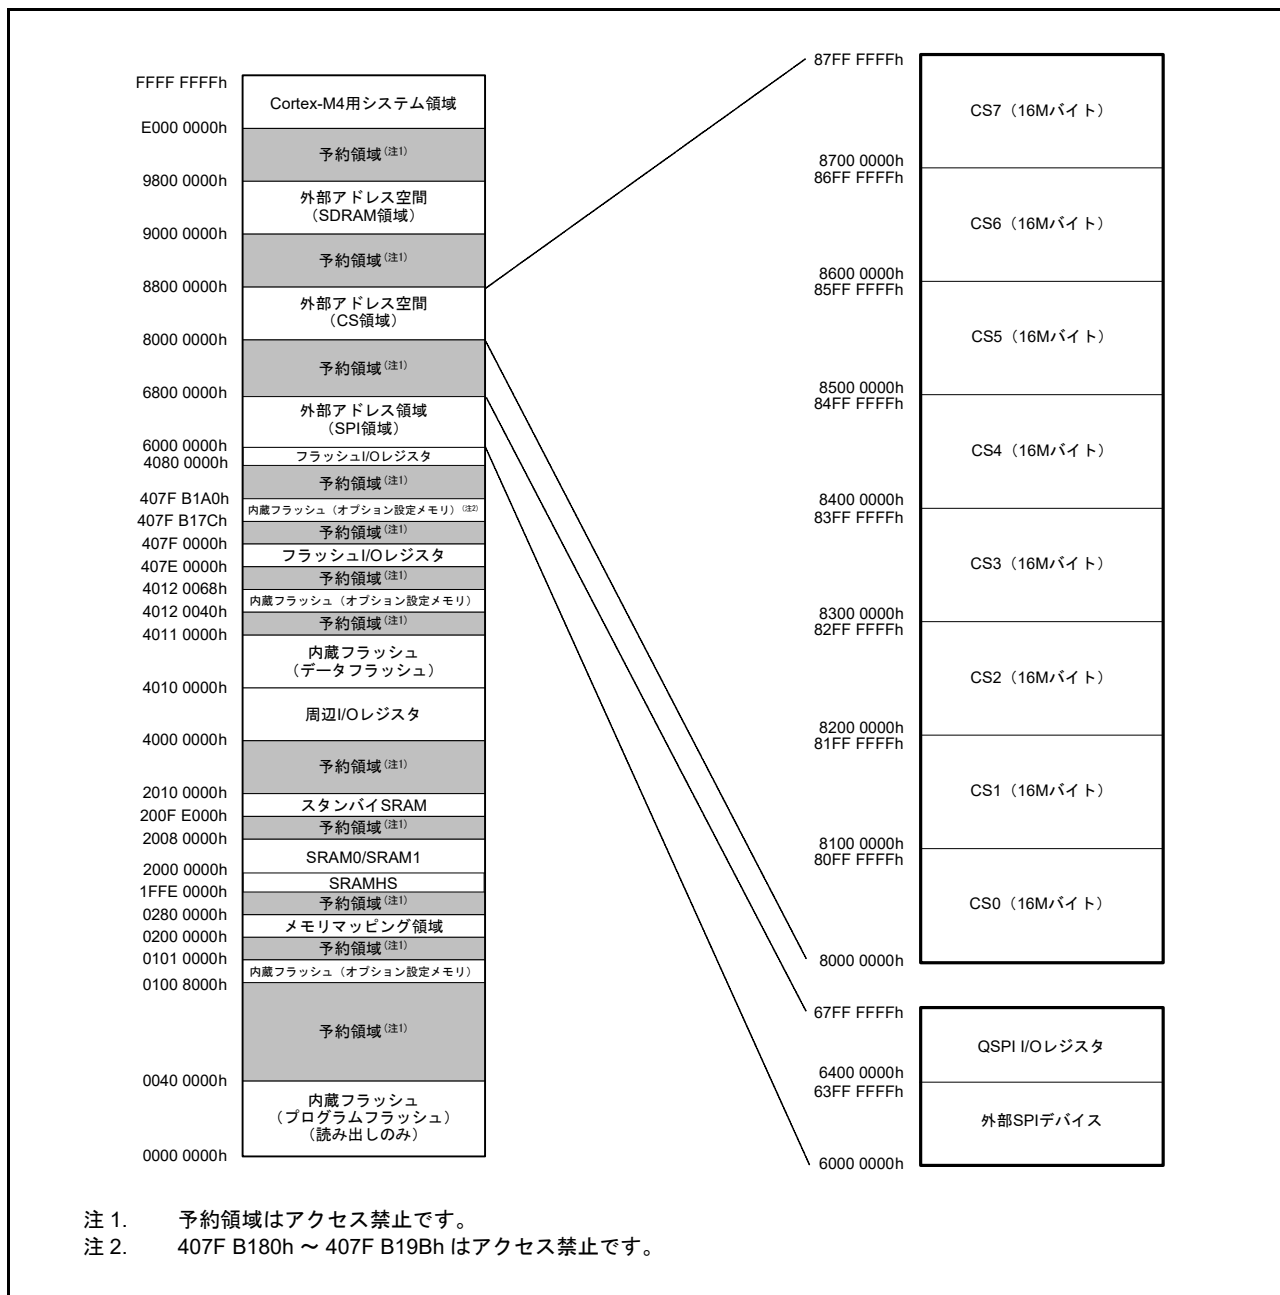 FFFF FFFFh
Cortex-M4用システム領域
E000 0000h
予約領域(注1)
9800 0000h
外部アドレス空間
(SDRAM領域)
9000 0000h
予約領域(注1)
8800 0000h
外部アドレス空間
(CS領域)
8000 0000h
予約領域(注1)
6800 0000h
外部アドレス領域
(SPI領域)
6000 0000h
フラッシュI/Oレジスタ
4080 0000h
予約領域(注1)
407F B1A0h
内蔵フラッシュ(オプション設定メモリ)(注2)
407F B17Ch
予約領域(注1)
407F 0000h
フラッシュI/Oレジスタ
407E 0000h
予約領域(注1)
4012 0068h
内蔵フラッシュ(オプション設定メモリ)
4012 0040h
予約領域(注1)
4011 0000h
内蔵フラッシュ
(データフラッシュ)
4010 0000h
周辺I/Oレジスタ
4000 0000h
予約領域(注1)
2010 0000h
スタンバイSRAM
200F E000h
予約領域(注1)
2008 0000h
SRAM0/SRAM1
2000 0000h
SRAMHS
1FFE 0000h
予約領域(注1)
0280 0000h
メモリマッピング領域
0200 0000h
予約領域(注1)
0101 0000h
内蔵フラッシュ(オプション設定メモリ)
0100 8000h
予約領域(注1)
0040 0000h
内蔵フラッシュ
(プログラムフラッシュ)
(読み出しのみ)
0000 0000h
87FF FFFFh
CS7(16Mバイト)
8700 0000h
86FF FFFFh
CS6(16Mバイト)
8600 0000h
85FF FFFFh
CS5(16Mバイト)
8500 0000h
84FF FFFFh
CS4(16Mバイト)
8400 0000h
83FF FFFFh
CS3(16Mバイト)
8300 0000h
82FF FFFFh
CS2(16Mバイト)
8200 0000h
81FF FFFFh
CS1(16Mバイト)
8100 0000h
80FF FFFFh
CS0(16Mバイト)
8000 0000h
67FF FFFFh
QSPI I/Oレジスタ
6400 0000h
63FF FFFFh
外部SPIデバイス
6000 0000h
注 1. 予約領域はアクセス禁止です。
注 2. 407F B180h ~ 407F B19Bh はアクセス禁止です。